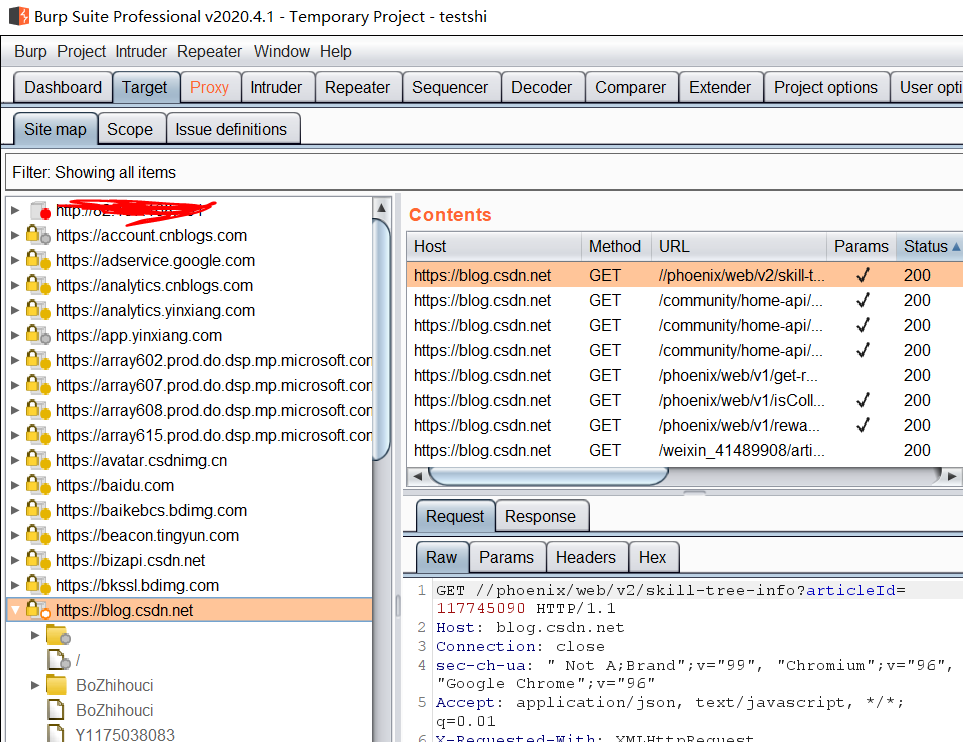 Burp Suite Professional v2020.4.1 - Temporary Project - testshi
Burp Project Intruder Repeater Window Help
Dashboard Target Proxy Intruder Repeater Sequencer Decoder Comparer Extender Project options User opti
Site map Scope Issue definitions
Filter: Showing all items
https://account.cnblogs.com
https://adservice.google.com
https://analytics.cnblogs.com
https://analytics.yinxiang.com
https://app.yinxiang.com
https://array602.prod.do.dsp.mp.microsoft.com
https://array607.prod.do.dsp.mp.microsoft.com
https://array608.prod.do.dsp.mp.microsoft.com
https://array615.prod.do.dsp.mp.microsoft.com
https://avatar.csdnimg.cn
https://baidu.com
https://baikebcs.bdimg.com
https://beacon.tingyun.com
https://bizapi.csdn.net
https://bkssl.bdimg.com
https://blog.csdn.net
/
BoZhihouci
BoZhihouci
Y1175038083
Contents
Host Method URL Params Status
https://blog.csdn.net GET //phoenix/web/v2/skill-t... ✓ 200
https://blog.csdn.net GET /community/home-api/... ✓ 200
https://blog.csdn.net GET /community/home-api/... ✓ 200
https://blog.csdn.net GET /community/home-api/... ✓ 200
https://blog.csdn.net GET /phoenix/web/v1/get-r... 200
https://blog.csdn.net GET /phoenix/web/v1/isColl... ✓ 200
https://blog.csdn.net GET /phoenix/web/v1/rewa... ✓ 200
https://blog.csdn.net GET /weixin_41489908/arti... 200
Request Response
Raw Params Headers Hex
1 GET //phoenix/web/v2/skill-tree-info?articleId=
117745090 HTTP/1.1
2 Host: blog.csdn.net
3 Connection: close
4 sec-ch-ua: " Not A;Brand";v="99", "Chromium";v="96",
"Google Chrome";v="96"
5 Accept: application/json, text/javascript, */*;
q=0.01
6 X-Requested-With: XMLHttpRequest